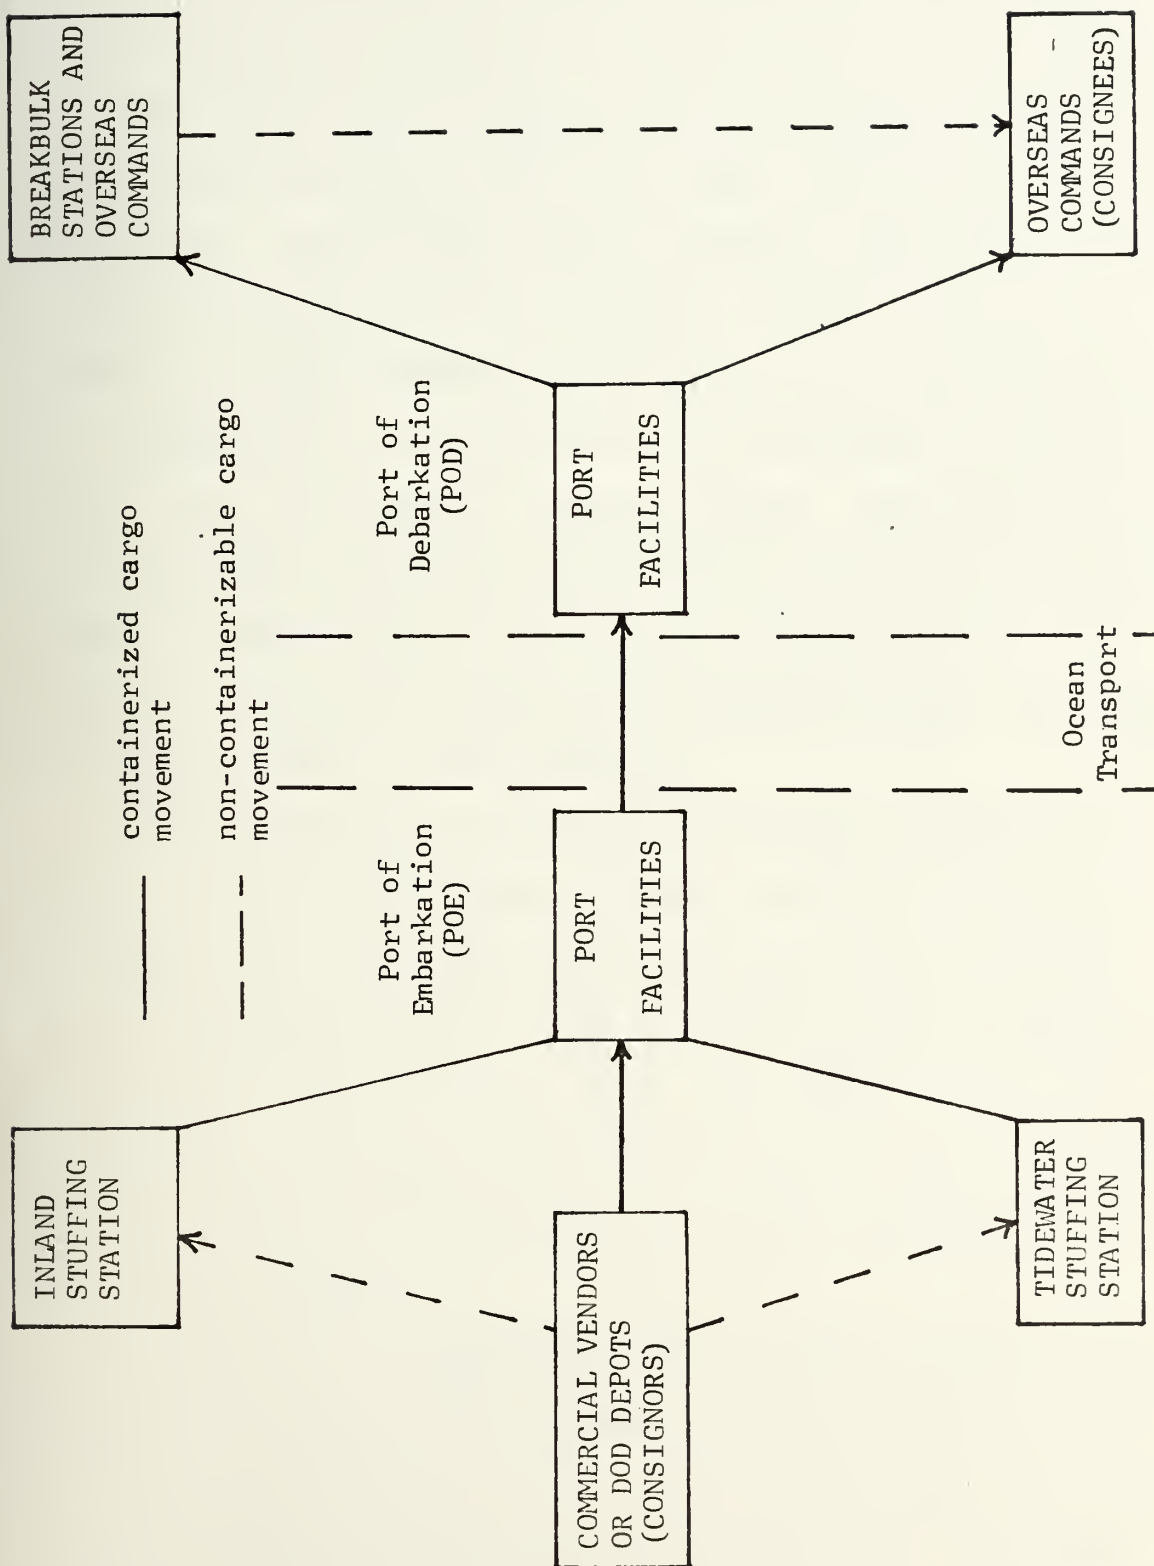 containerized cargo
movement
non-containerizable cargo
movement
INLAND
STUFFING
STATION
BREAKBULK
STATIONS AND
OVERSEAS
COMMANDS
Port of
Embarkation
(POE)
Port of
Debarkation
(POD)
COMMERCIAL VENDORS
OR DOD DEPOTS
(CONSIGNORS)
PORT
FACILITIES
PORT
FACILITIES
TIDEWATER
STUFFING
STATION
Ocean
Transport
OVERSEAS
COMMANDS
(CONSIGNEES)